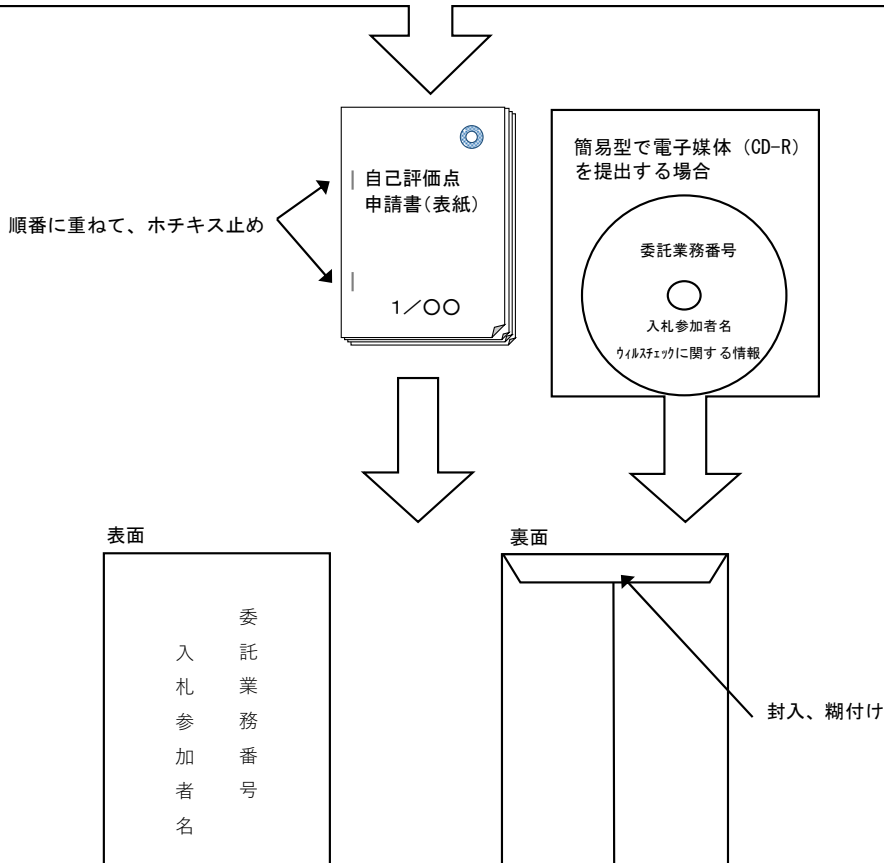 自己評価点
申請書(表紙)
1/〇〇
順番に重ねて、ホチキス止め
簡易型で電子媒体(CD-R)
を提出する場合
委託業務番号
入札参加者名
ウィルスチェックに関する情報
表面
委託業務番号
入札参加者名
裏面
封入、糊付け